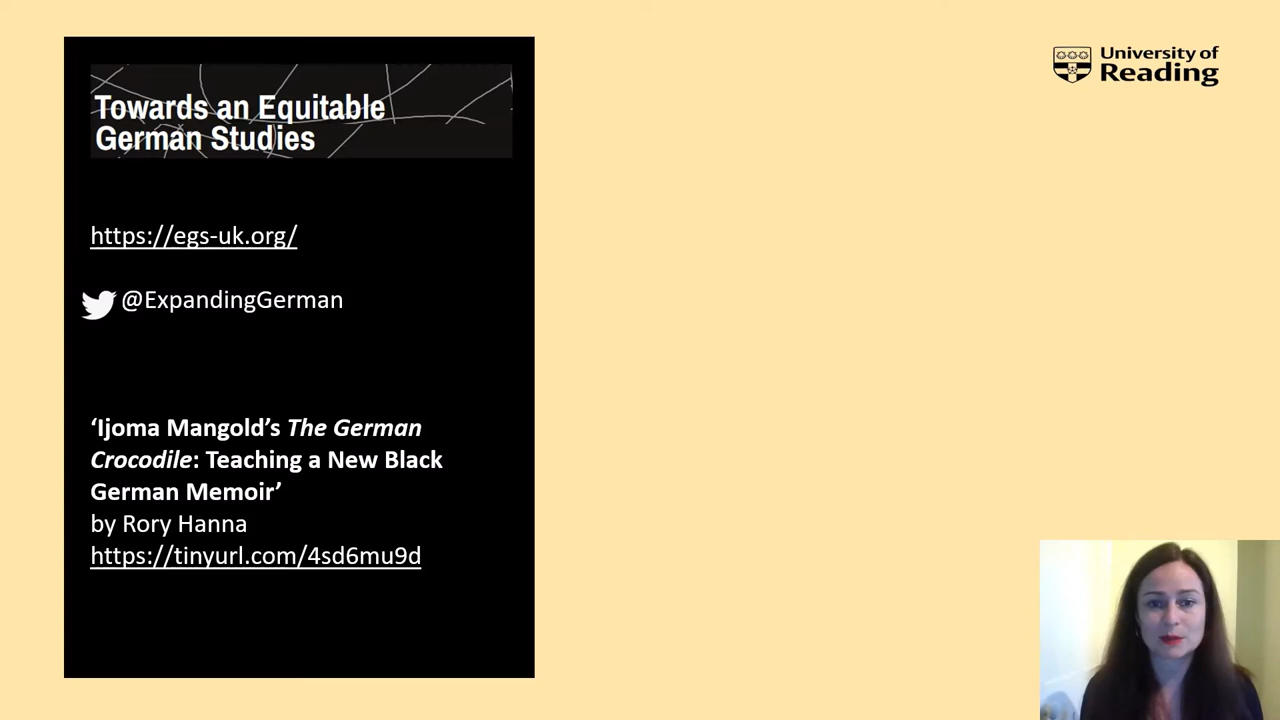 University of
Reading
Towards an Equitable
German Studies
https://egs-uk.org/
@ExpandingGerman
‘Ijoma Mangold’s The German
Crocodile: Teaching a New Black
German Memoir’
by Rory Hanna
https://tinyurl.com/4sd6mu9d